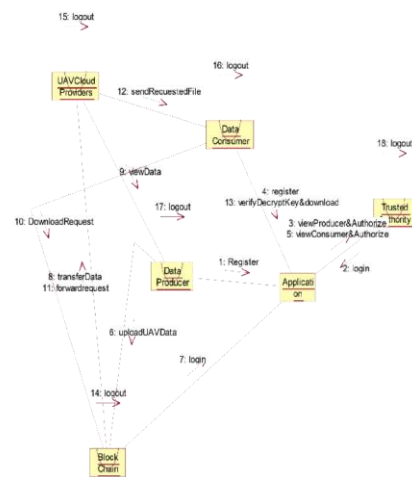 15: logout
16: logout
UAVCloud
Providers
12: sendRecuestedFile
Data
Consumer
18: logout
9: viewData
4: register
13: verifyDecryptKey&download
17: logout
Trusted
thority
10: DownloadRequest
3: viewProducer&Authorize
5: viewConsumer&Authorize
8: transferData
11: forwardrequest
Data
Producer
1: Register
2: login
Applicati
on
6: uploadUAVData
7: login
14: logout
Block
Chain